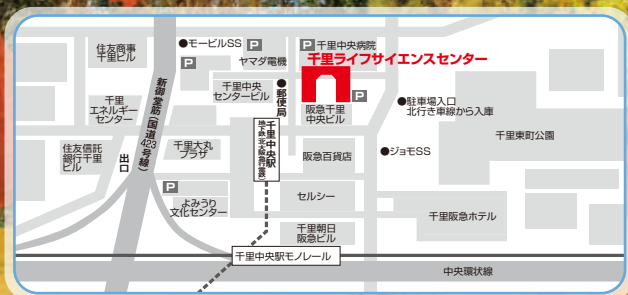 住友商事
千里ビル
●モービルSS
P
P
ヤマダ電機
P 千里中央病院
千里ライフサイエンスセンター
新御堂筋（国道423号線）
千里
エネルギー
センター
千里中央
センタービル
●郵便局
阪急千里
中央ビル
P
●駐車場入口
北行き車線から入庫
千里東町公園
住友信託
銀行千里
ビル
出口
千里大丸
プラザ
千里中央駅
地下鉄（北大阪急行電鉄）
阪急百貨店
●ジョモSS
P
よみうり
文化センター
セルシー
千里阪急ホテル
千里朝日
阪急ビル
千里中央駅モノレール
中央環状線